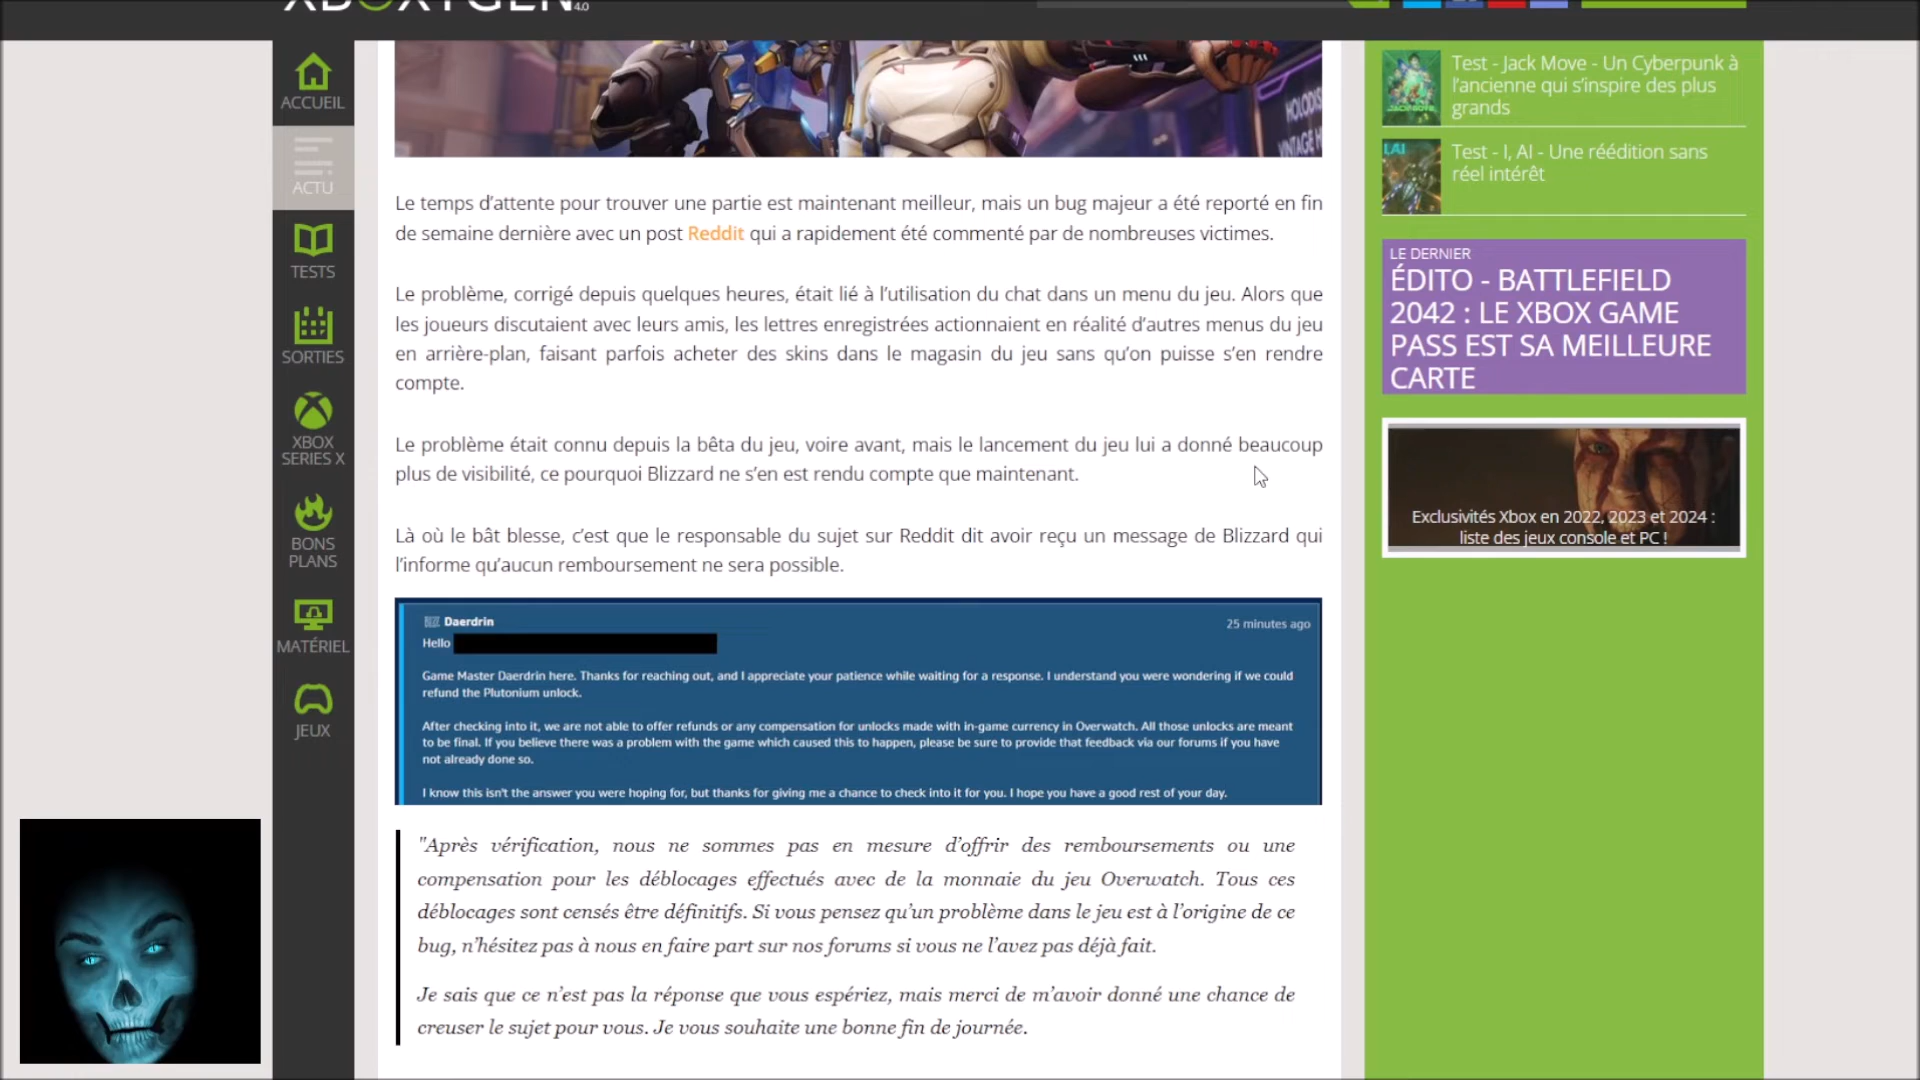 XBOXYGEN 4.0
ACCUEIL
ACTU
TESTS
SORTIES
XBOX
SERIES X
BONS
PLANS
MATÉRIEL
JEUX
HOLODIS
VINTAGE H
Le temps d’attente pour trouver une partie est maintenant meilleur, mais un bug majeur a été reporté en fin
de semaine dernière avec un post Reddit qui a rapidement été commenté par de nombreuses victimes.
Le problème, corrigé depuis quelques heures, était lié à l’utilisation du chat dans un menu du jeu. Alors que
les joueurs discutaient avec leurs amis, les lettres enregistrées actionnaient en réalité d’autres menus du jeu
en arrière-plan, faisant parfois acheter des skins dans le magasin du jeu sans qu’on puisse s’en rendre
compte.
Le problème était connu depuis la bêta du jeu, voire avant, mais le lancement du jeu lui a donné beaucoup
plus de visibilité, ce pourquoi Blizzard ne s’en est rendu compte que maintenant.
Là où le bât blesse, c’est que le responsable du sujet sur Reddit dit avoir reçu un message de Blizzard qui
l’informe qu’aucun remboursement ne sera possible.
Daerdrin
25 minutes ago
Hello
Game Master Daerdrin here. Thanks for reaching out, and I appreciate your patience while waiting for a response. I understand you were wondering if we could
refund the Plutonium unlock.
After checking into it, we are not able to offer refunds or any compensation for unlocks made with in-game currency in Overwatch. All those unlocks are meant
to be final. If you believe there was a problem with the game which caused this to happen, please be sure to provide that feedback via our forums if you have
not already done so.
I know this isn't the answer you were hoping for, but thanks for giving me a chance to check into it for you. I hope you have a good rest of your day.
"Après vérification, nous ne sommes pas en mesure d’offrir des remboursements ou une
compensation pour les déblocages effectués avec de la monnaie du jeu Overwatch. Tous ces
déblocages sont censés être définitifs. Si vous pensez qu’un problème dans le jeu est à l’origine de ce
bug, n’hésitez pas à nous en faire part sur nos forums si vous ne l’avez pas déjà fait.
Je sais que ce n’est pas la réponse que vous espériez, mais merci de m’avoir donné une chance de
creuser le sujet pour vous. Je vous souhaite une bonne fin de journée.
Test - Jack Move - Un Cyberpunk à
l’ancienne qui s’inspire des plus
grands
Test - I, AI - Une réédition sans
réel intérêt
LE DERNIER
ÉDITO - BATTLEFIELD
2042 : LE XBOX GAME
PASS EST SA MEILLEURE
CARTE
Exclusivités Xbox en 2022, 2023 et 2024 :
liste des jeux console et PC !